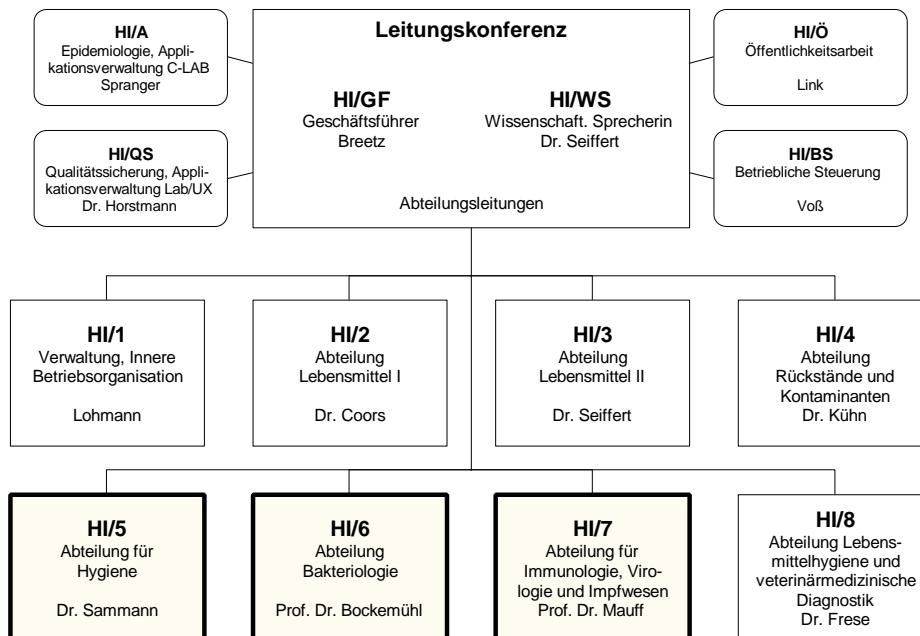 HI/A
Epidemiologie, Appli-
kationsverwaltung C-LAB
Spranger
Leitungskonferenz
HI/GF
Geschäftsführer
Breetz
HI/WS
Wissenschaft. Sprecherin
Dr. Seiffert
Abteilungsleitungen
HI/Ö
Öffentlichkeitsarbeit
Link
HI/QS
Qualitätssicherung, Appli-
kationsverwaltung Lab/UX
Dr. Horstmann
HI/BS
Betriebliche Steuerung
Voß
HI/1
Verwaltung, Innere
Betriebsorganisation
Lohmann
HI/2
Abteilung
Lebensmittel I
Dr. Coors
HI/3
Abteilung
Lebensmittel II
Dr. Seiffert
HI/4
Abteilung
Rückstände und
Kontaminanten
Dr. Kühn
HI/5
Abteilung für
Hygiene
Dr. Sammann
HI/6
Abteilung
Bakteriologie
Prof. Dr. Bockemühl
HI/7
Abteilung für
Immunologie, Viro-
logie und Impfwesen
Prof. Dr. Mauff
HI/8
Abteilung Lebens-
mittelhygiene und
veterinärmedizinische
Diagnostik
Dr. Frese